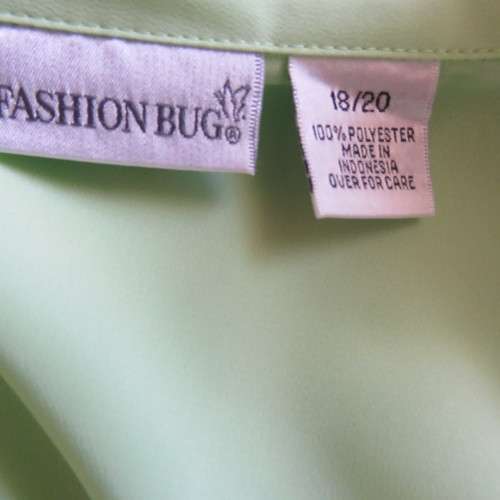 FASHION BUG®
18/20
100% POLYESTER
MADE IN
INDONESIA
OVER FOR CARE